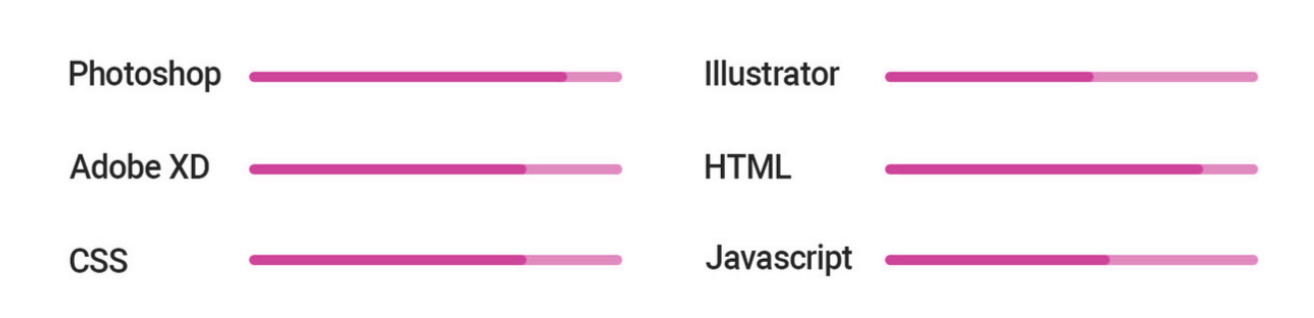 Photoshop
Illustrator
Adobe XD
HTML
CSS
Javascript